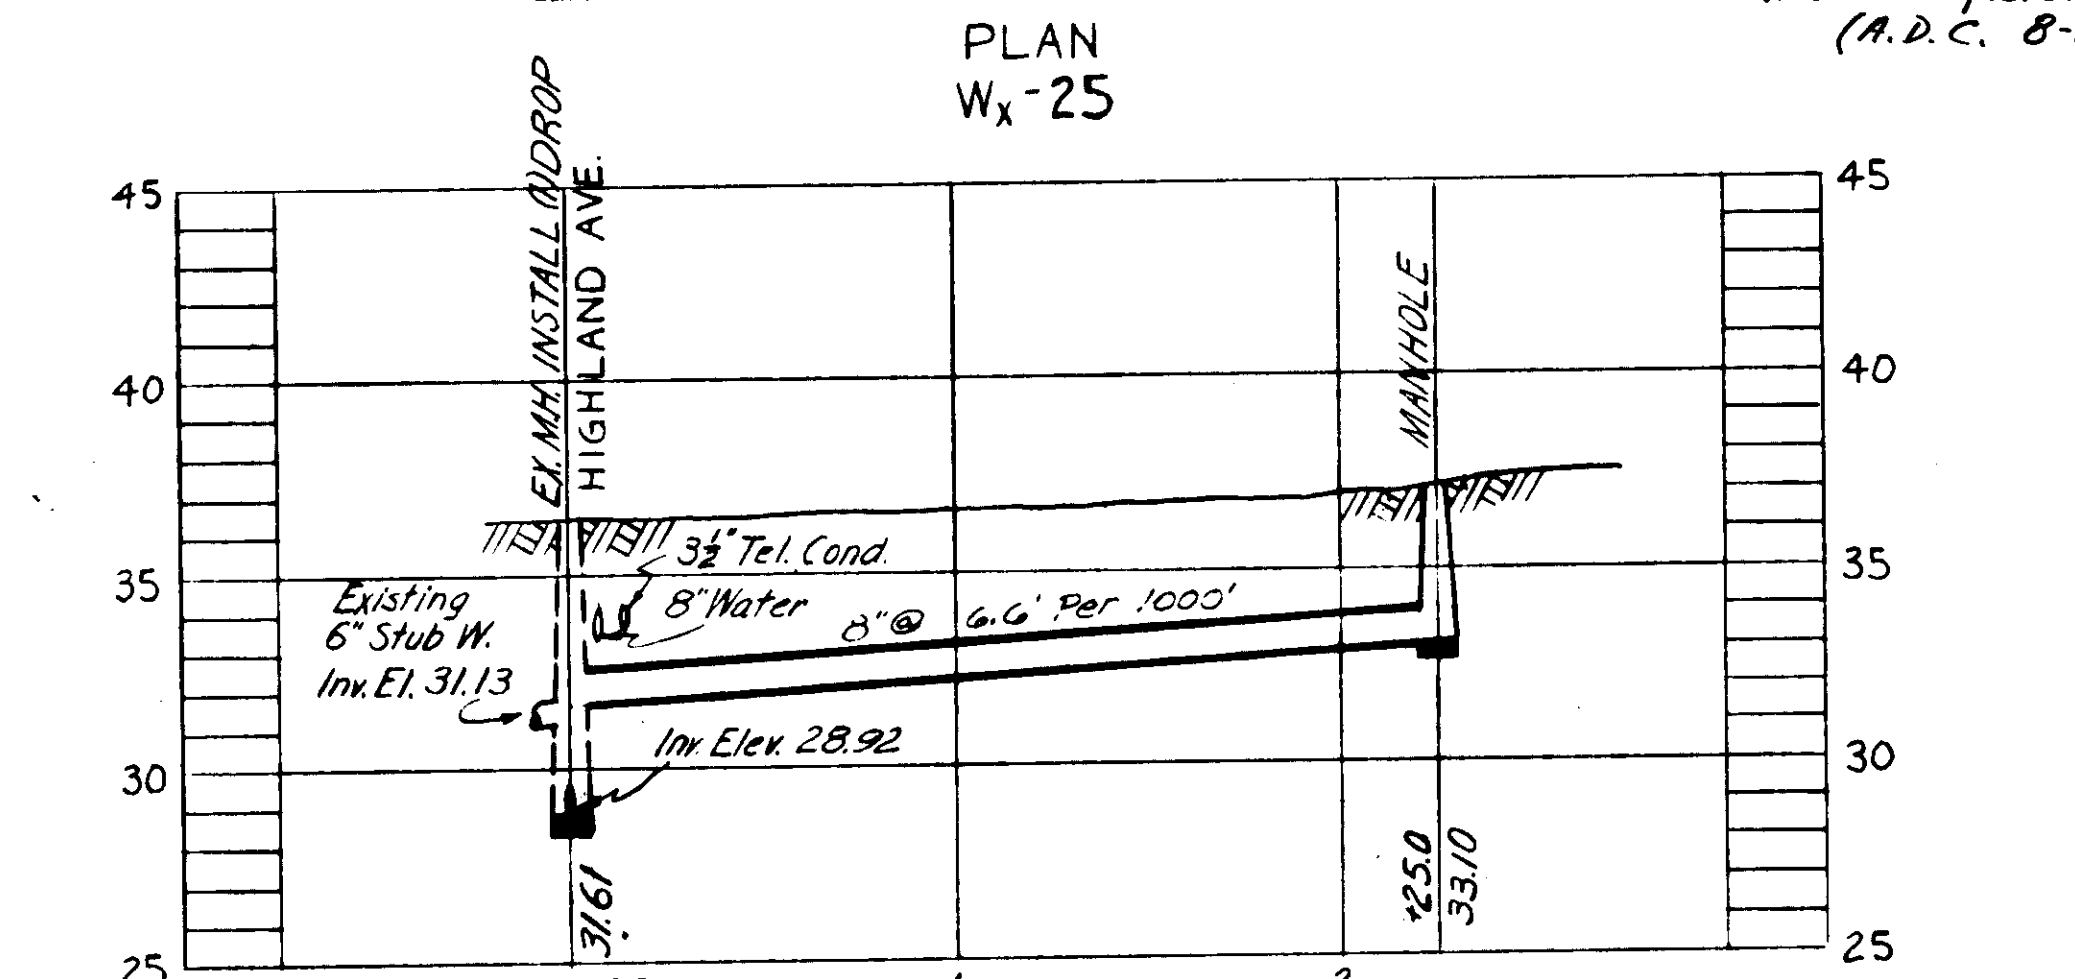 (A.D.C. 8-
PLAN
Wx-25
EX. M.H. INSTALL (N) DROP
HIGHLAND AVE.
MANHOLE
45
45
40
40
35
35
30
30
25
25
3½" Tel. Cond.
8" Water
8" @ 6.6' Per 1000'
Existing
6" Stub W.
Inv. El. 31.13
Inv. Elev. 28.92
31.61
+25.0
33.10